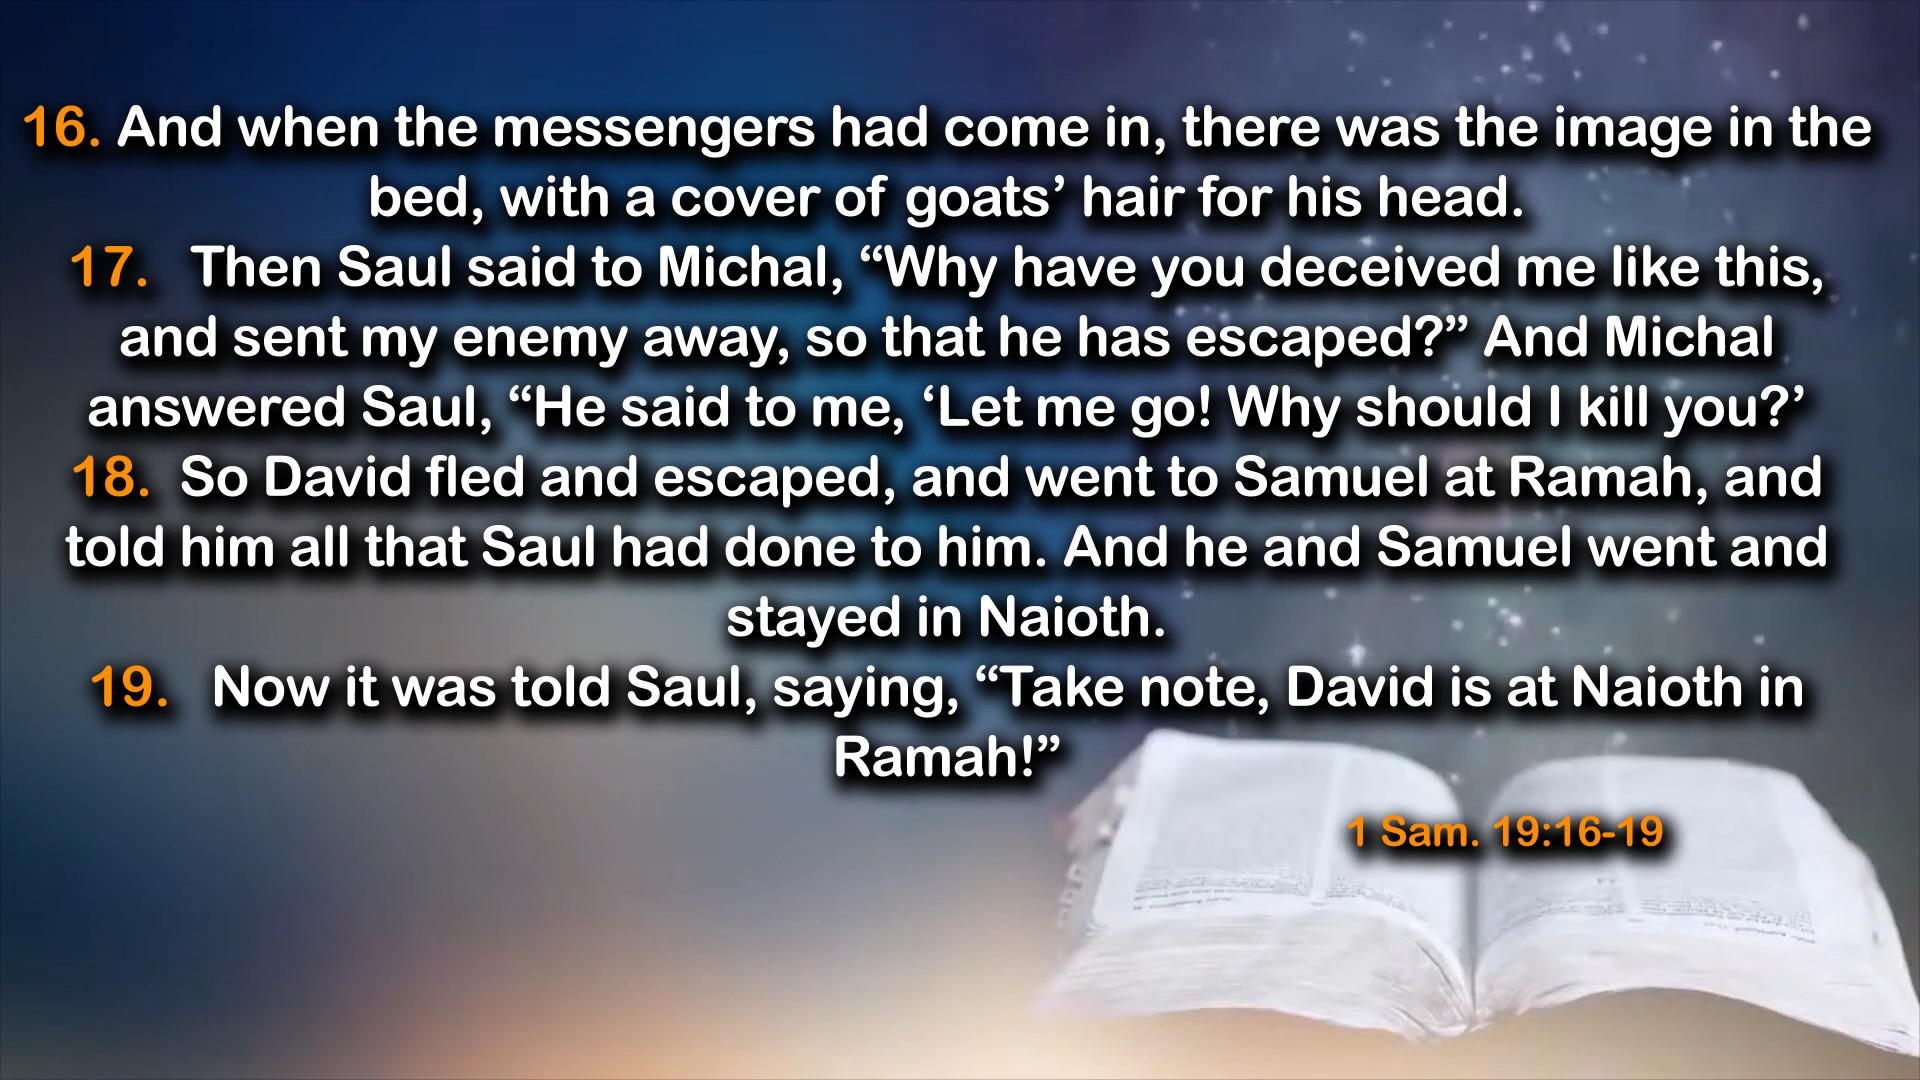 16. And when the messengers had come in, there was the image in the
bed, with a cover of goats’ hair for his head.
17. Then Saul said to Michal, “Why have you deceived me like this,
and sent my enemy away, so that he has escaped?” And Michal
answered Saul, “He said to me, ‘Let me go! Why should I kill you?’
18. So David fled and escaped, and went to Samuel at Ramah, and
told him all that Saul had done to him. And he and Samuel went and
stayed in Naioth.
19. Now it was told Saul, saying, “Take note, David is at Naioth in
Ramah!”
1 Sam. 19:16-19